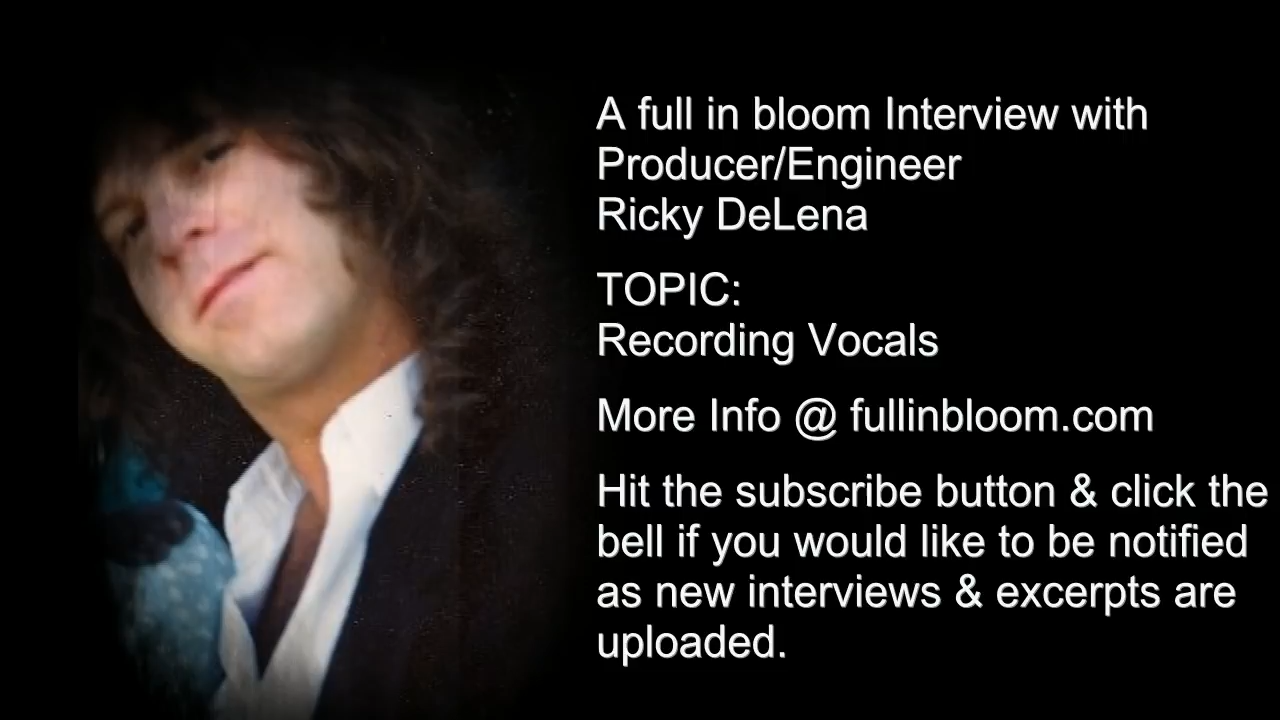 A full in bloom Interview with
Producer/Engineer
Ricky DeLena
TOPIC:
Recording Vocals
More Info @ fullinbloom.com
Hit the subscribe button & click the
bell if you would like to be notified
as new interviews & excerpts are
uploaded.